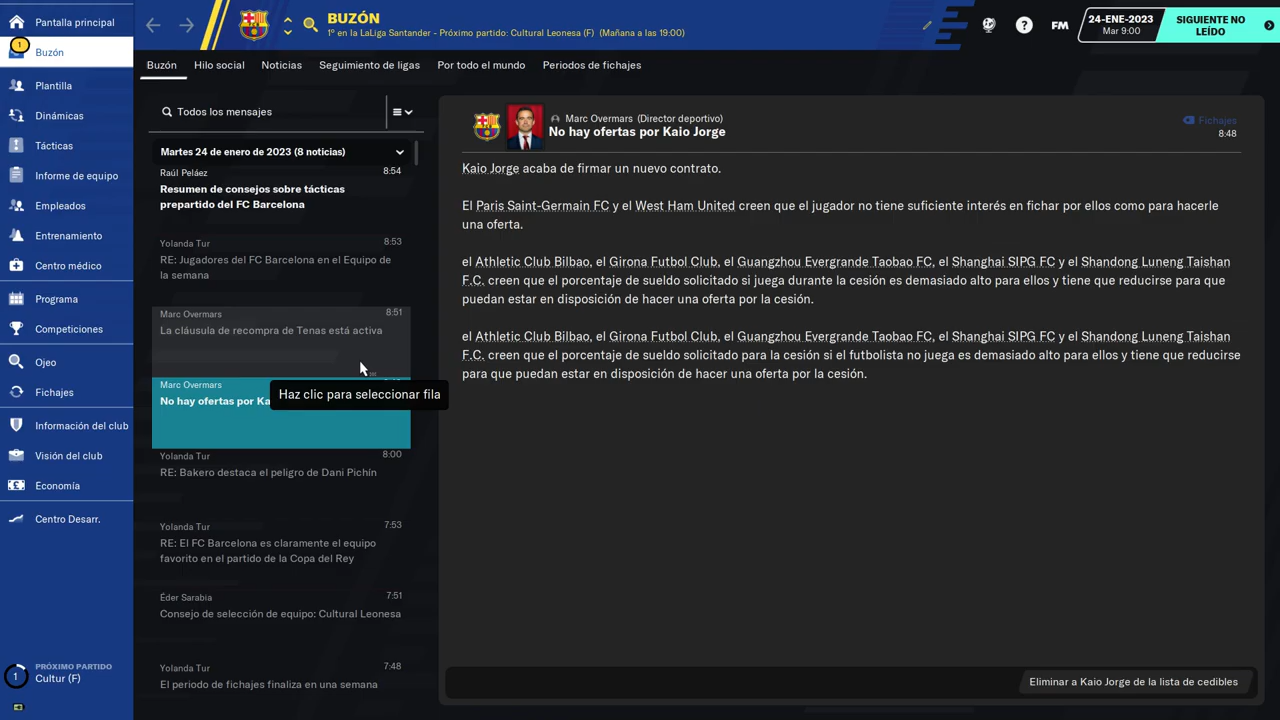 Pantalla principal
1
Buzón
Plantilla
Dinámicas
Tácticas
Informe de equipo
Empleados
Entrenamiento
Centro médico
Programa
Competiciones
Ojeo
Fichajes
Información del club
Visión del club
Economía
Centro Desarr.
PRÓXIMO PARTIDO
1
Cultur (F)
BUZÓN
1º en la LaLiga Santander - Próximo partido: Cultural Leonesa (F) (Mañana a las 19:00)
?
FM
24-ENE-2023
Mar 9:00
SIGUIENTE NO
LEÍDO
Buzón
Hilo social
Noticias
Seguimiento de ligas
Por todo el mundo
Periodos de fichajes
Todos los mensajes
Martes 24 de enero de 2023 (8 noticias)
Raúl Peláez 8:54
Resumen de consejos sobre tácticas
prepartido del FC Barcelona
Yolanda Tur 8:53
RE: Jugadores del FC Barcelona en el Equipo de
la semana
Marc Overmars 8:51
La cláusula de recompra de Tenas está activa
Marc Overmars
No hay ofertas por Ka
Haz clic para seleccionar fila
8:00
Yolanda Tur
RE: Bakero destaca el peligro de Dani Pichín
Yolanda Tur 7:53
RE: El FC Barcelona es claramente el equipo
favorito en el partido de la Copa del Rey
Éder Sarabia 7:51
Consejo de selección de equipo: Cultural Leonesa
Yolanda Tur 7:48
El periodo de fichajes finaliza en una semana
Marc Overmars (Director deportivo)
No hay ofertas por Kaio Jorge
Fichajes
8:48
Kaio Jorge acaba de firmar un nuevo contrato.
El Paris Saint-Germain FC y el West Ham United creen que el jugador no tiene suficiente interés en fichar por ellos como para hacerle
una oferta.
el Athletic Club Bilbao, el Girona Futbol Club, el Guangzhou Evergrande Taobao FC, el Shanghai SIPG FC y el Shandong Luneng Taishan
F.C. creen que el porcentaje de sueldo solicitado si juega durante la cesión es demasiado alto para ellos y tiene que reducirse para que
puedan estar en disposición de hacer una oferta por la cesión.
el Athletic Club Bilbao, el Girona Futbol Club, el Guangzhou Evergrande Taobao FC, el Shanghai SIPG FC y el Shandong Luneng Taishan
F.C. creen que el porcentaje de sueldo solicitado para la cesión si el futbolista no juega es demasiado alto para ellos y tiene que reducirse
para que puedan estar en disposición de hacer una oferta por la cesión.
Eliminar a Kaio Jorge de la lista de cedibles